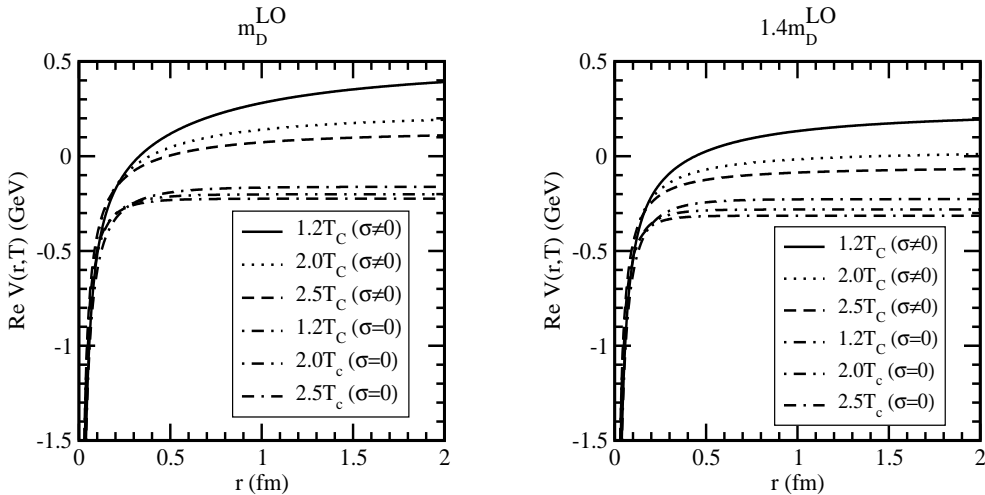 m_D^LO
0.5
0
-0.5
-1
-1.5
Re V(r,T) (GeV)
0 0.5 1 1.5 2
r (fm)
1.2T_C (σ≠0)
2.0T_C (σ≠0)
2.5T_C (σ≠0)
1.2T_C (σ=0)
2.0T_c (σ=0)
2.5T_c (σ=0)
1.4m_D^LO
0.5
0
-0.5
-1
-1.5
Re V(r,T) (GeV)
0 0.5 1 1.5 2
r (fm)
1.2T_C (σ≠0)
2.0T_C (σ≠0)
2.5T_C (σ≠0)
1.2T_C (σ=0)
2.0T_c (σ=0)
2.5T_c (σ=0)